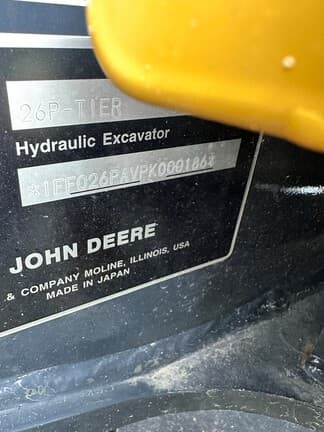 26P-TIER
Hydraulic Excavator
*1FF026PAVPK000186*
JOHN DEERE
& COMPANY MOLINE, ILLINOIS, USA
MADE IN JAPAN